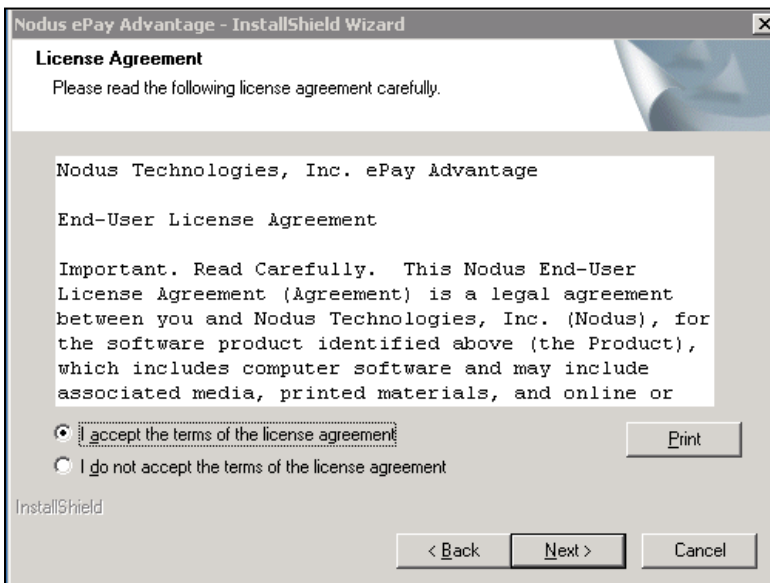 Nodus ePay Advantage - InstallShield Wizard
License Agreement
Please read the following license agreement carefully.
Nodus Technologies, Inc. ePay Advantage
End-User License Agreement
Important. Read Carefully.  This Nodus End-User
License Agreement (Agreement) is a legal agreement
between you and Nodus Technologies, Inc. (Nodus), for
the software product identified above (the Product),
which includes computer software and may include
associated media, printed materials, and online or
I accept the terms of the license agreement
Print
I do not accept the terms of the license agreement
InstallShield
< Back
Next >
Cancel